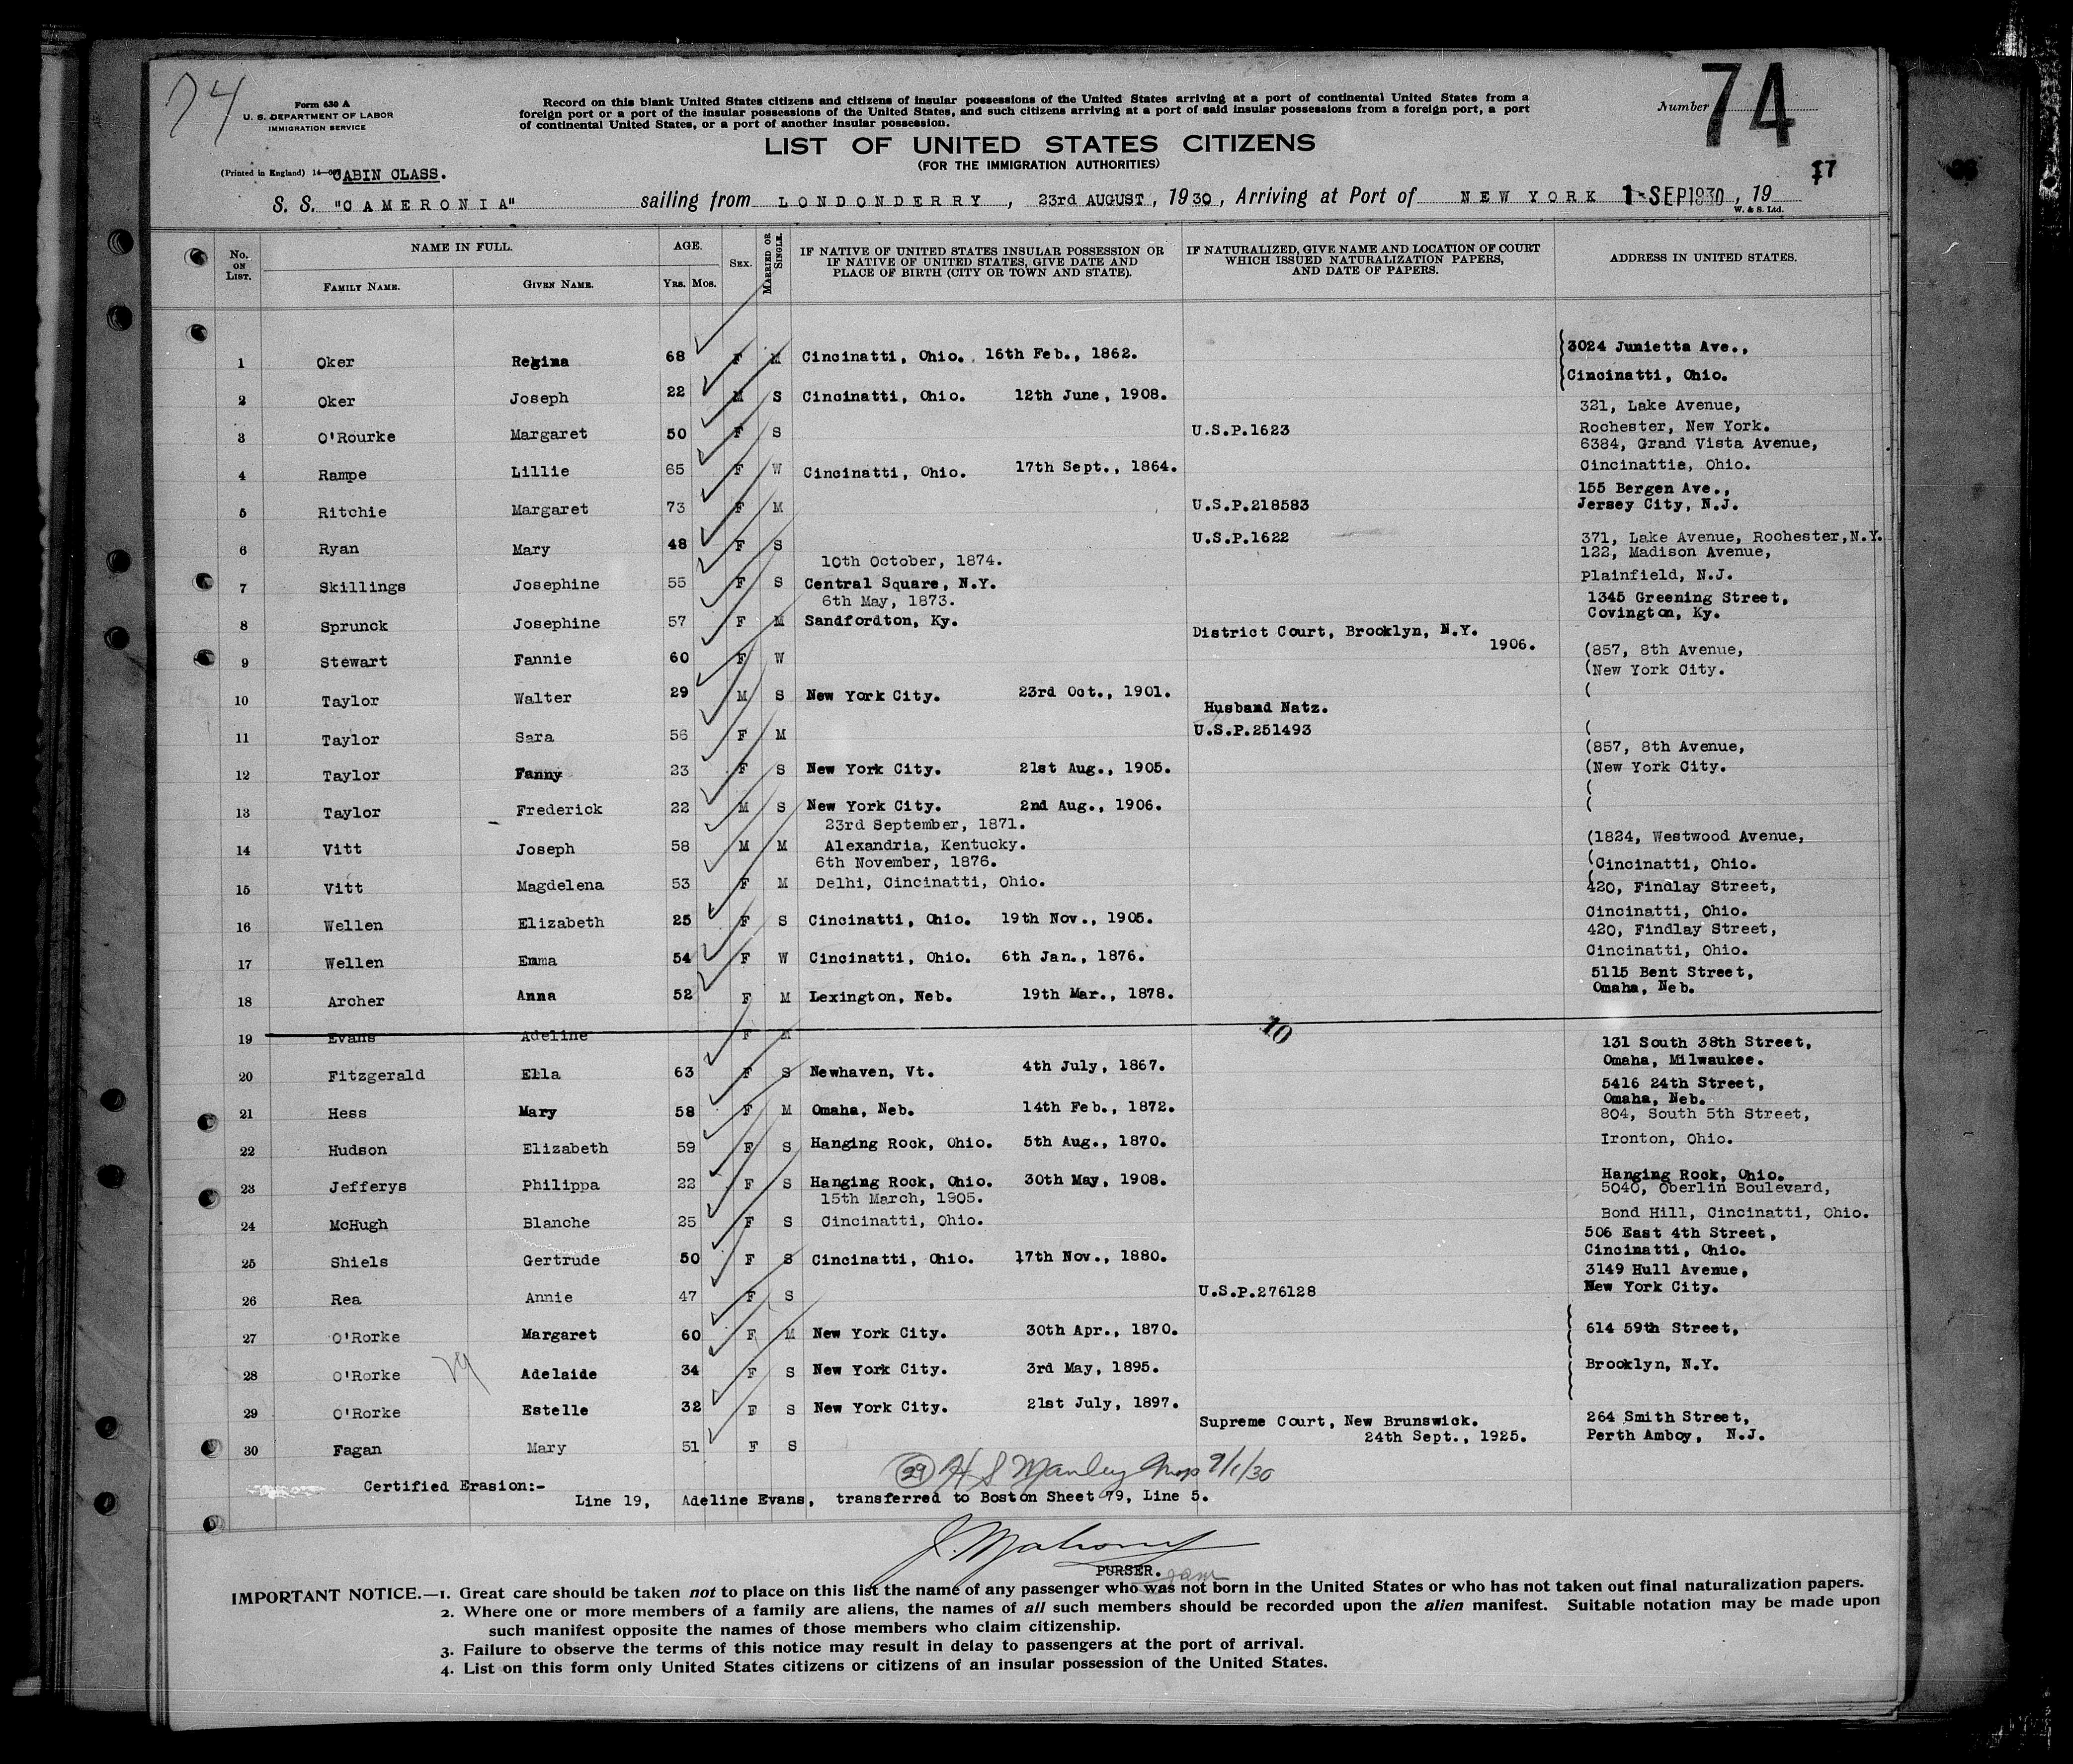 74
Form 630 A
U. S. DEPARTMENT OF LABOR
IMMIGRATION SERVICE
Record on this blank United States citizens and citizens of insular possessions of the United States arriving at a port of continental United States from a
foreign port or a port of the insular possessions of the United States, and such citizens arriving at a port of said insular possessions from a foreign port, a port
of continental United States, or a port of another insular possession.
Number 74
LIST OF UNITED STATES CITIZENS
(FOR THE IMMIGRATION AUTHORITIES)
(Printed in England) CABIN CLASS.
17
S. S. "CAMERONIA" sailing from LONDONDERRY, 23rd AUGUST, 1930, Arriving at Port of NEW YORK 1-SEP1930, 19
W. & S. Ltd.
No. ON LIST. NAME IN FULL. FAMILY NAME. GIVEN NAME. AGE. YRS. MOS. SEX. MARRIED OR SINGLE. IF NATIVE OF UNITED STATES INSULAR POSSESSION OR IF NATIVE OF UNITED STATES, GIVE DATE AND PLACE OF BIRTH (CITY OR TOWN AND STATE). IF NATURALIZED, GIVE NAME AND LOCATION OF COURT WHICH ISSUED NATURALIZATION PAPERS, AND DATE OF PAPERS. ADDRESS IN UNITED STATES.
1 Oker Regina 68 F M Cincinatti, Ohio. 16th Feb., 1862. 3024 Junietta Ave.,
Cincinatti, Ohio.
2 Oker Joseph 22 M S Cincinatti, Ohio. 12th June, 1908.
3 O'Rourke Margaret 50 F S U.S.P.1623 321, Lake Avenue,
Rochester, New York.
4 Rampe Lillie 65 F W Cincinatti, Ohio. 17th Sept., 1864. 6384, Grand Vista Avenue,
Cincinattie, Ohio.
5 Ritchie Margaret 73 F M U.S.P.218583 155 Bergen Ave.,
Jersey City, N.J.
6 Ryan Mary 48 F S U.S.P.1622 371, Lake Avenue, Rochester,N.Y.
10th October, 1874. 122, Madison Avenue,
7 Skillings Josephine 55 F S Central Square, N.Y. Plainfield, N.J.
6th May, 1873. 1345 Greening Street,
8 Sprunck Josephine 57 F M Sandfordton, Ky. Covington, Ky.
District Court, Brooklyn, N.Y.
1906.
9 Stewart Fannie 60 F W (857, 8th Avenue,
(New York City.
10 Taylor Walter 29 M S New York City. 23rd Oct., 1901. (
Husband Natz.
11 Taylor Sara 56 F M U.S.P.251493 (
(857, 8th Avenue,
12 Taylor Fanny 23 F S New York City. 21st Aug., 1905. (New York City.
(
13 Taylor Frederick 22 M S New York City. 2nd Aug., 1906. (
23rd September, 1871.
14 Vitt Joseph 58 M M Alexandria, Kentucky. (1824, Westwood Avenue,
6th November, 1876. (Cincinatti, Ohio.
15 Vitt Magdelena 53 F M Delhi, Cincinatti, Ohio. (
420, Findlay Street,
16 Wellen Elizabeth 25 F S Cincinatti, Ohio. 19th Nov., 1905. Cincinatti, Ohio.
420, Findlay Street,
17 Wellen Emma 54 F W Cincinatti, Ohio. 6th Jan., 1876. Cincinatti, Ohio.
5115 Bent Street,
18 Archer Anna 52 F M Lexington, Neb. 19th Mar., 1878. Omaha, Neb.
19 Evans Adeline F M 10
131 South 38th Street,
Omaha, Milwaukee.
20 Fitzgerald Ella 63 F S Newhaven, Vt. 4th July, 1867.
5416 24th Street,
21 Hess Mary 58 F M Omaha, Neb. 14th Feb., 1872. Omaha, Neb.
804, South 5th Street,
22 Hudson Elizabeth 59 F S Hanging Rock, Ohio. 5th Aug., 1870. Ironton, Ohio.
23 Jefferys Philippa 22 F S Hanging Rock, Ohio. 30th May, 1908. Hanging Rock, Ohio.
15th March, 1905. 5040, Oberlin Boulevard,
24 McHugh Blanche 25 F S Cincinatti, Ohio. Bond Hill, Cincinatti, Ohio.
506 East 4th Street,
25 Shiels Gertrude 50 F S Cincinatti, Ohio. 17th Nov., 1880. Cincinatti, Ohio.
3149 Hull Avenue,
26 Rea Annie 47 F S U.S.P.276128 New York City.
27 O'Rorke Margaret 60 F M New York City. 30th Apr., 1870. 614 59th Street,
28 O'Rorke Adelaide 34 F S New York City. 3rd May, 1895. Brooklyn, N.Y.
29 O'Rorke Estelle 32 F S New York City. 21st July, 1897.
Supreme Court, New Brunswick. 264 Smith Street,
24th Sept., 1925. Perth Amboy, N.J.
30 Fagan Mary 51 F S
29 H S Manley 9/1/30
Certified Erasion:-
Line 19, Adeline Evans, transferred to Boston Sheet 79, Line 5.
J. Mahony
PURSER.
IMPORTANT NOTICE.—1. Great care should be taken not to place on this list the name of any passenger who was not born in the United States or who has not taken out final naturalization papers.
2. Where one or more members of a family are aliens, the names of all such members should be recorded upon the alien manifest. Suitable notation may be made upon
such manifest opposite the names of those members who claim citizenship.
3. Failure to observe the terms of this notice may result in delay to passengers at the port of arrival.
4. List on this form only United States citizens or citizens of an insular possession of the United States.